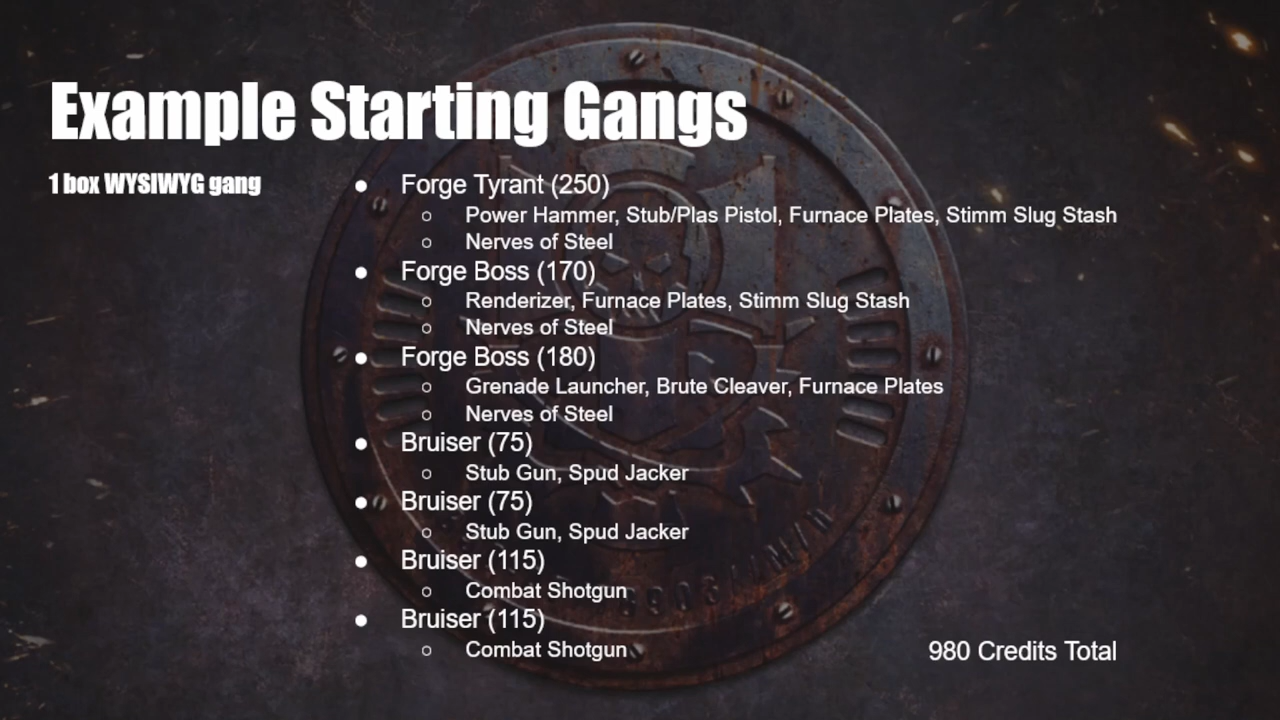 Example Starting Gangs
1 box WYSIWYG gang
● Forge Tyrant (250)
○ Power Hammer, Stub/Plas Pistol, Furnace Plates, Stimm Slug Stash
○ Nerves of Steel
● Forge Boss (170)
○ Renderizer, Furnace Plates, Stimm Slug Stash
○ Nerves of Steel
● Forge Boss (180)
○ Grenade Launcher, Brute Cleaver, Furnace Plates
○ Nerves of Steel
● Bruiser (75)
○ Stub Gun, Spud Jacker
● Bruiser (75)
○ Stub Gun, Spud Jacker
● Bruiser (115)
○ Combat Shotgun
● Bruiser (115)
○ Combat Shotgun
980 Credits Total